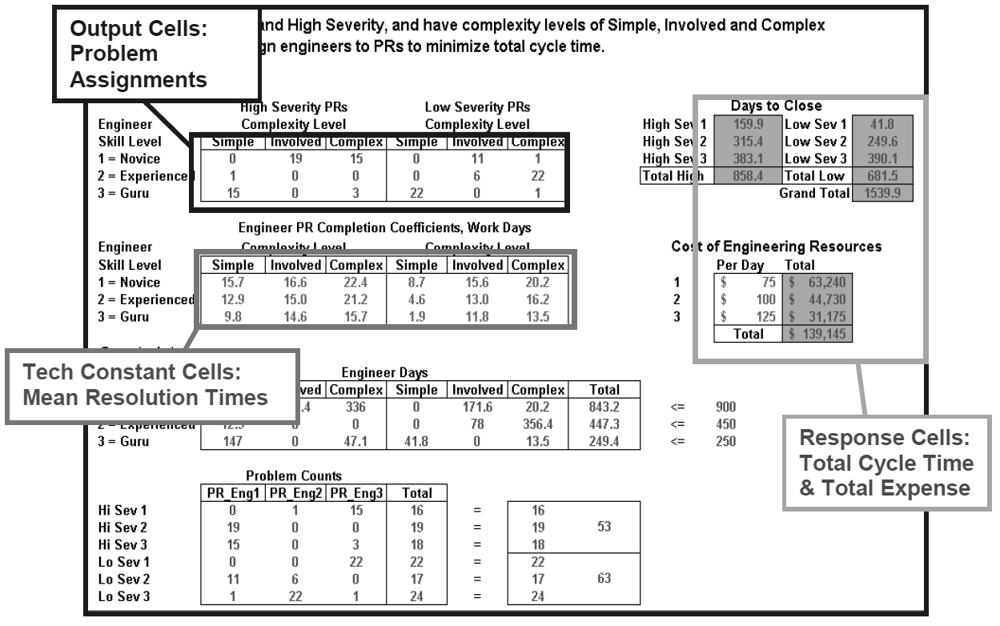 Output Cells:
Problem
Assignments
and High Severity, and have complexity levels of Simple, Involved and Complex
gn engineers to PRs to minimize total cycle time.
High Severity PRs Low Severity PRs
Engineer Complexity Level Complexity Level
Skill Level Simple Involved Complex Simple Involved Complex
1 = Novice 0 19 15 0 11 1
2 = Experienced 1 0 0 0 6 22
3 = Guru 15 0 3 22 0 1
Days to Close
High Sev 1 159.9 Low Sev 1 41.8
High Sev 2 315.4 Low Sev 2 249.6
High Sev 3 383.1 Low Sev 3 390.1
Total High 858.4 Total Low 681.5
Grand Total 1539.9
Engineer PR Completion Coefficients, Work Days
Engineer Complexity Level Complexity Level
Skill Level Simple Involved Complex Simple Involved Complex
1 = Novice 15.7 16.6 22.4 8.7 15.6 20.2
2 = Experienced 12.9 15.0 21.2 4.6 13.0 16.2
3 = Guru 9.8 14.6 15.7 1.9 11.8 13.5
Cost of Engineering Resources
Per Day Total
1 $ 75 $ 63,240
2 $ 100 $ 44,730
3 $ 125 $ 31,175
Total $ 139,145
Tech Constant Cells:
Mean Resolution Times
Engineer Days
ved Complex Simple Involved Complex Total
.4 336 0 171.6 20.2 843.2 <= 900
2 = Experienced 12.9 0 0 0 78 356.4 447.3 <= 450
3 = Guru 147 0 47.1 41.8 0 13.5 249.4 <= 250
Response Cells:
Total Cycle Time
& Total Expense
Problem Counts
PR_Eng1 PR_Eng2 PR_Eng3 Total
Hi Sev 1 0 1 15 16 = 16
Hi Sev 2 19 0 0 19 = 19 53
Hi Sev 3 15 0 3 18 = 18
Lo Sev 1 0 0 22 22 = 22
Lo Sev 2 11 6 0 17 = 17 63
Lo Sev 3 1 22 1 24 = 24